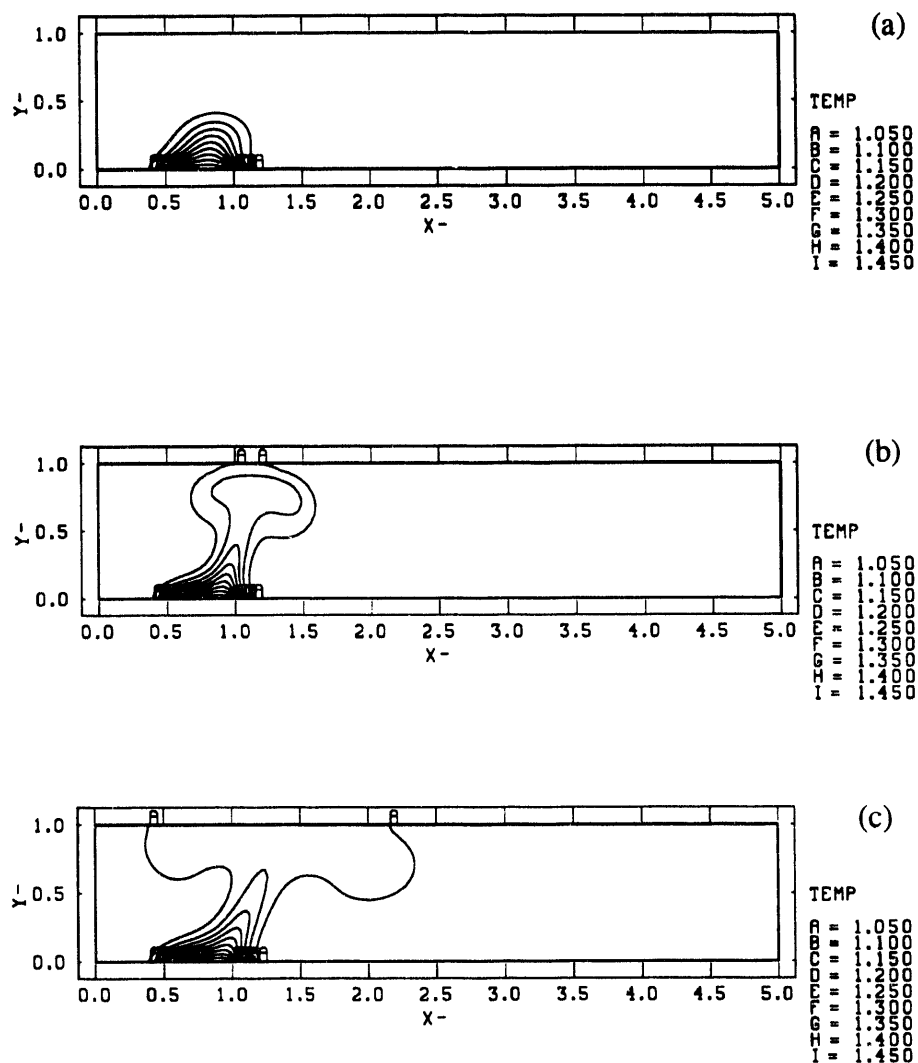 (a)
1.0
0.5
0.0
Y-
0.0 0.5 1.0 1.5 2.0 2.5 3.0 3.5 4.0 4.5 5.0
X-
A A
TEMP
A = 1.050
B = 1.100
C = 1.150
D = 1.200
E = 1.250
F = 1.300
G = 1.350
H = 1.400
I = 1.450
(b)
A A
1.0
0.5
0.0
Y-
A A
0.0 0.5 1.0 1.5 2.0 2.5 3.0 3.5 4.0 4.5 5.0
X-
TEMP
A = 1.050
B = 1.100
C = 1.150
D = 1.200
E = 1.250
F = 1.300
G = 1.350
H = 1.400
I = 1.450
(c)
A A
1.0
0.5
0.0
Y-
A A
0.0 0.5 1.0 1.5 2.0 2.5 3.0 3.5 4.0 4.5 5.0
X-
TEMP
A = 1.050
B = 1.100
C = 1.150
D = 1.200
E = 1.250
F = 1.300
G = 1.350
H = 1.400
I = 1.450